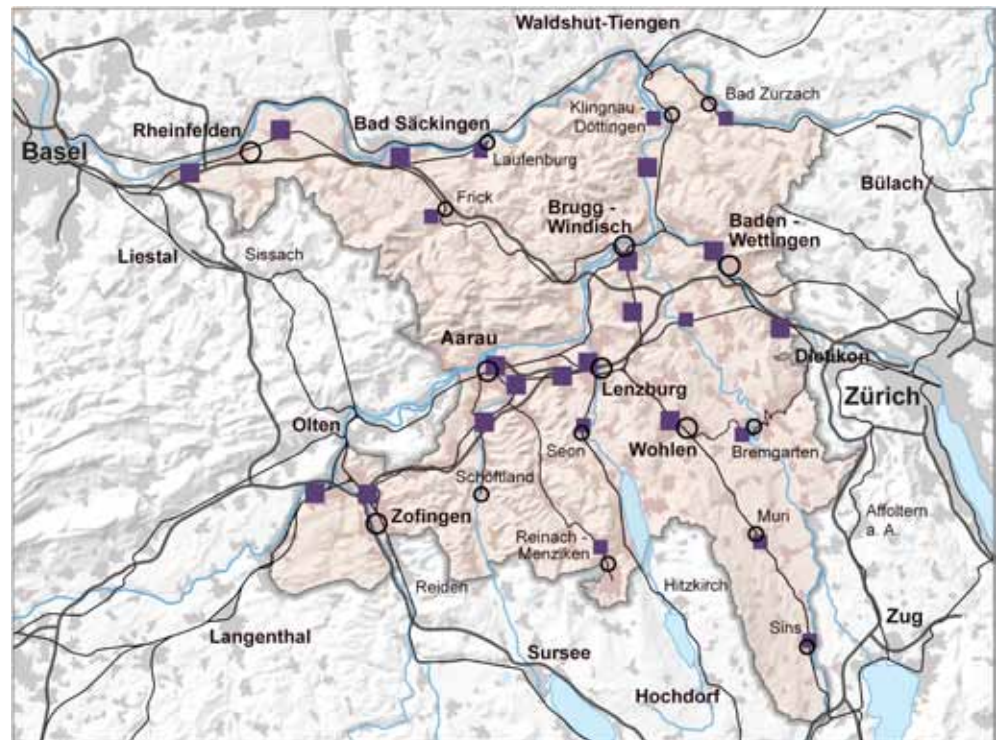 Waldshut-Tiengen
Bad Zurzach
Klingnau -
Döttingen
Rheinfelden
Bad Säckingen
Basel
Laufenburg
Bülach
Frick
Brugg -
Windisch
Baden -
Wettingen
Liestal
Sissach
Aarau
Dietikon
Lenzburg
Zürich
Olten
Wohlen
Seon
Bremgarten
Schöftland
Zofingen
Muri
Affoltern
a. A.
Reinach -
Menziken
Reiden
Hitzkirch
Langenthal
Sins
Zug
Sursee
Hochdorf